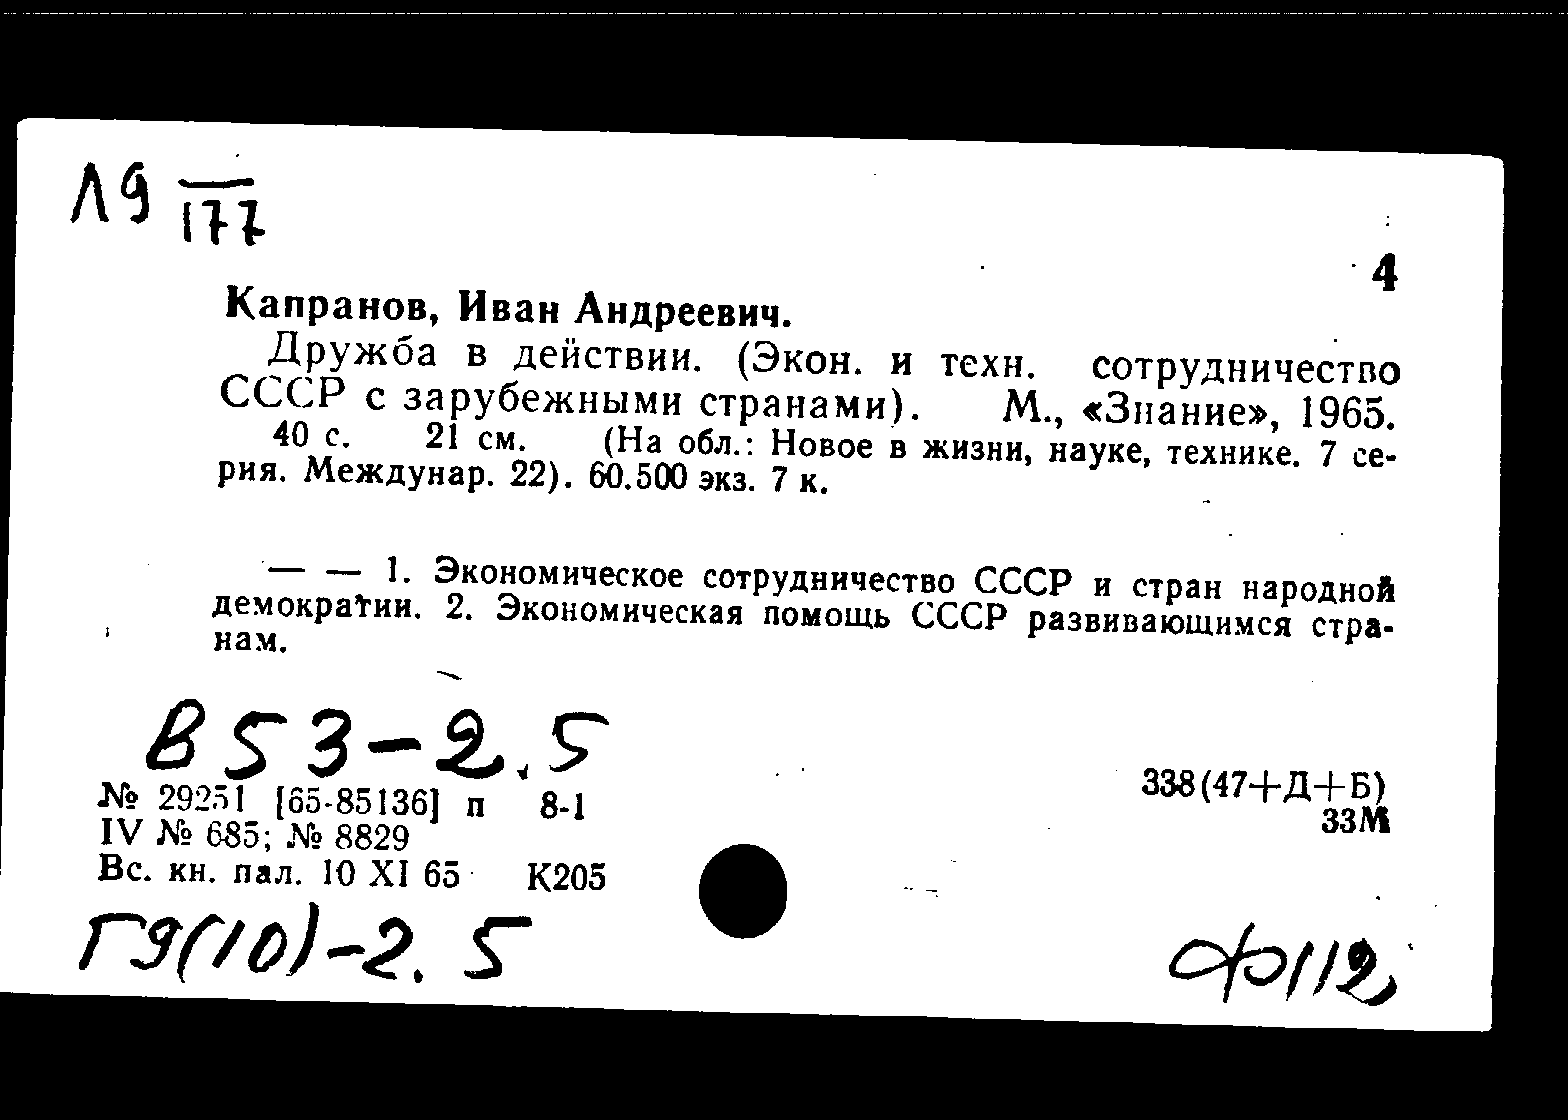 Л9 177
4
Капранов, Иван Андреевич.
Дружба в действии. (Экон. и техн. сотрудничество
СССР с зарубежными странами). М., «Знание», 1965.
40 с. 21 см. (На обл.: Новое в жизни, науке, технике. 7 се-
рия. Междунар. 22). 60.500 экз. 7 к.
— — 1. Экономическое сотрудничество СССР и стран народной
демократии. 2. Экономическая помощь СССР развивающимся стра-
нам.
В53-2.5
№ 29251 [65-85136] п 8-1
338(47+Д+Б)
IV № 685; № 8829
33М
Вс. кн. пал. 10 XI 65 К205
Г9(10)-2.5
Ф112